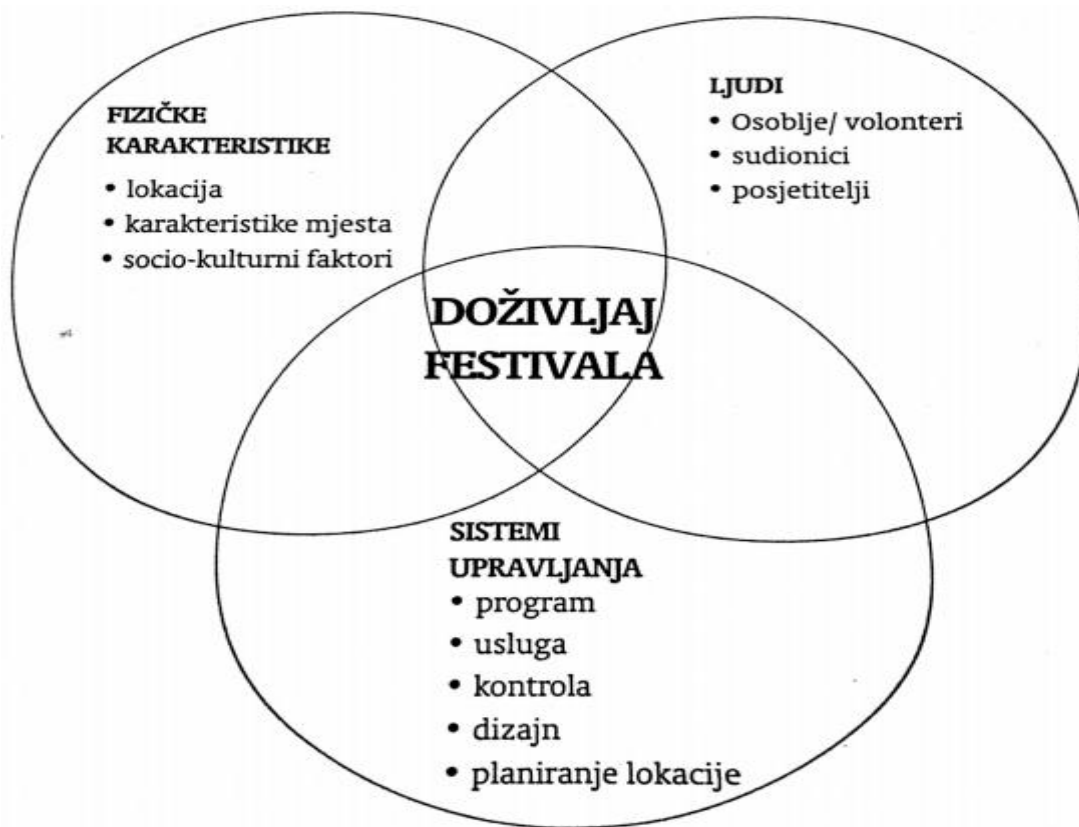 FIZIČKE
KARAKTERISTIKE
• lokacija
• karakteristike mjesta
• socio-kulturni faktori
LJUDI
• Osoblje/ volonteri
• sudionici
• posjetitelji
DOŽIVLJAJ
FESTIVALA
SISTEMI
UPRAVLJANJA
• program
• usluga
• kontrola
• dizajn
• planiranje lokacije